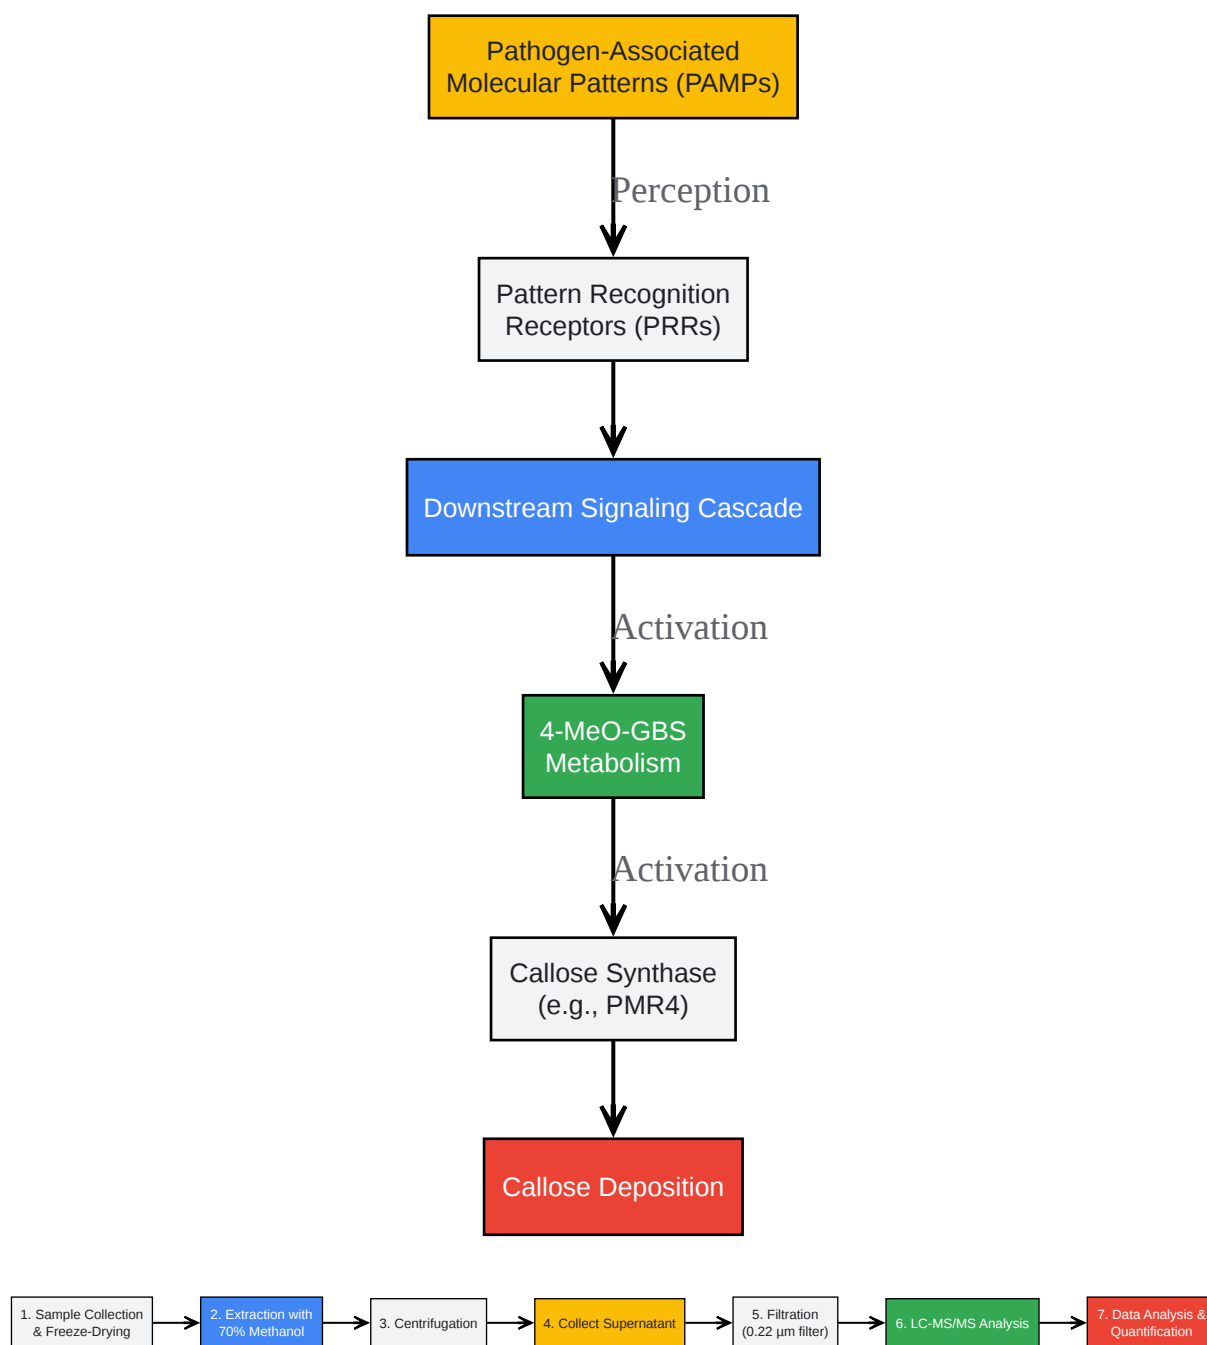 Pathogen-Associated
Molecular Patterns (PAMPs)
Perception
Pattern Recognition
Receptors (PRRs)
Downstream Signaling Cascade
Activation
4-MeO-GBS
Metabolism
Activation
Callose Synthase
(e.g., PMR4)
Callose Deposition
1. Sample Collection
& Freeze-Drying
2. Extraction with
70% Methanol
3. Centrifugation
4. Collect Supernatant
5. Filtration
(0.22 µm filter)
6. LC-MS/MS Analysis
7. Data Analysis &
Quantification